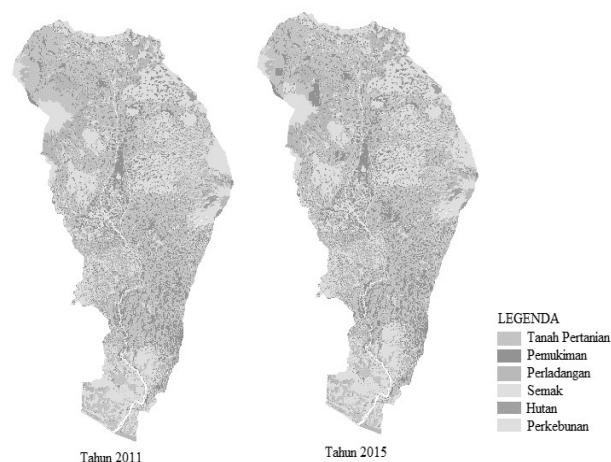 LEGENDA
Tanah Pertanian
Pemukiman
Perladangan
Semak
Hutan
Perkebunan
Tahun 2011
Tahun 2015